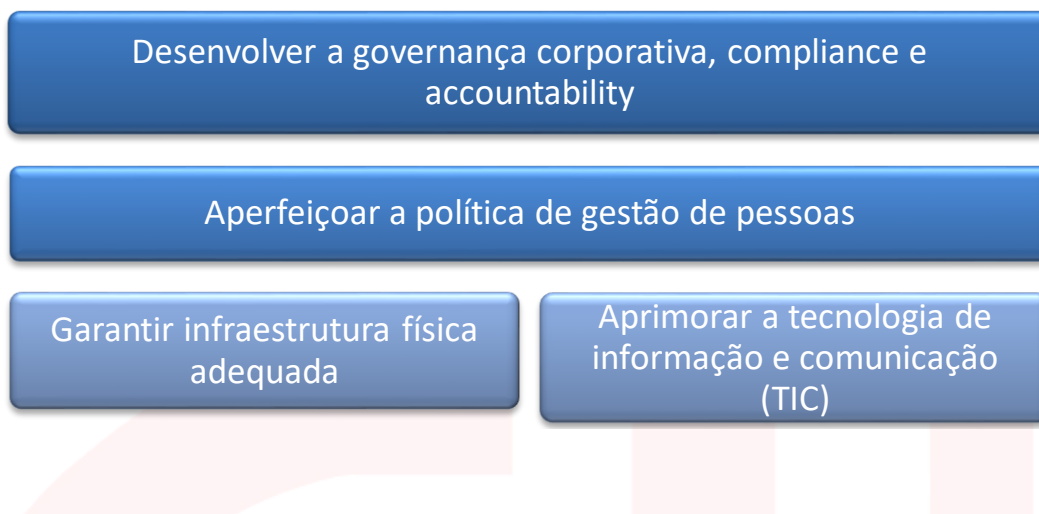 Desenvolver a governança corporativa, compliance e
accountability
Aperfeiçoar a política de gestão de pessoas
Garantir infraestrutura física
adequada
Aprimorar a tecnologia de
informação e comunicação
(TIC)